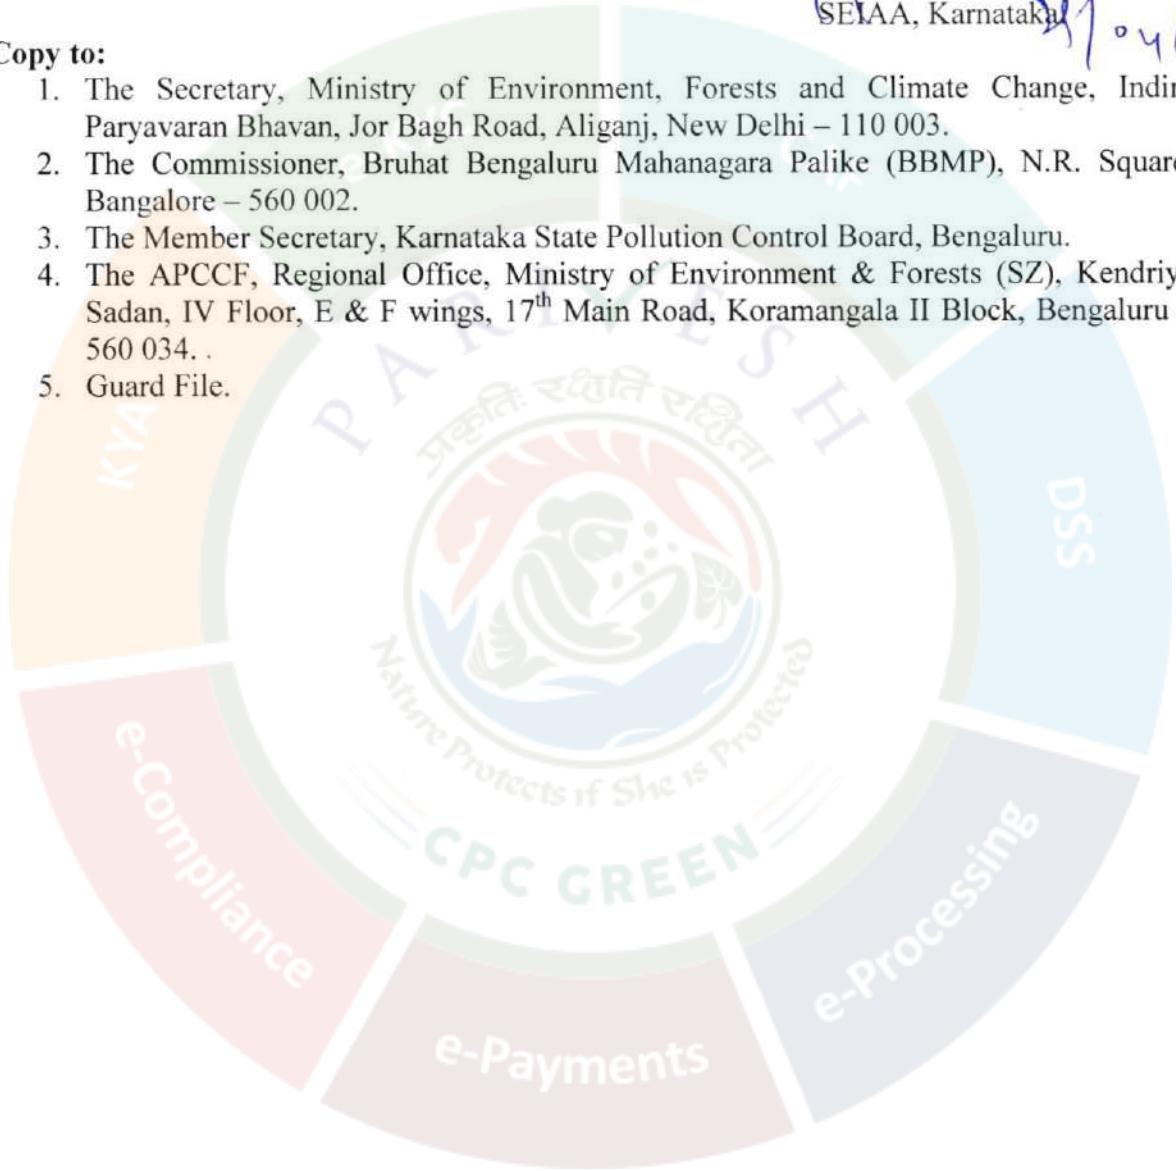 SEIAA, Karnataka
Copy to:
1. The Secretary, Ministry of Environment, Forests and Climate Change,
Paryavaran Bhavan, Jor Bagh Road, Aliganj, New Delhi – 110 003.
2. The Commissioner, Bruhat Bengaluru Mahanagara Palike (BBMP), N.R.
Bangalore – 560 002.
3. The Member Secretary, Karnataka State Pollution Control Board, Bengaluru.
4. The APCCF, Regional Office, Ministry of Environment & Forests (SZ),
Sadan, IV Floor, E & F wings, 17th Main Road, Koramangala II Block, Bengaluru
560 034. .
5. Guard File.
PARIVESH
प्रकृतिः रक्षति रक्षिता
KYA
DSS
Nature Protects if She is Protected
CPC GREEN
e-Compliance
e-Processing
e-Payments